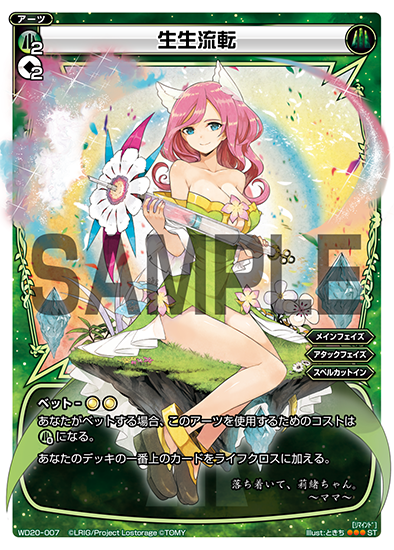 アーツ
生生流転
2
2
SAMPLE
メインフェイズ
アタックフェイズ
スペルカットイン
ベット－
あなたがベットする場合、このアーツを使用するためのコストは
になる。
あなたのデッキの一番上のカードをライフクロスに加える。
落ち着いて、莉緒ちゃん。
～ママ～
[リマインド]
WD20-007 ©LRIG/Project Lostorage ©TOMY Illust:ときち ST